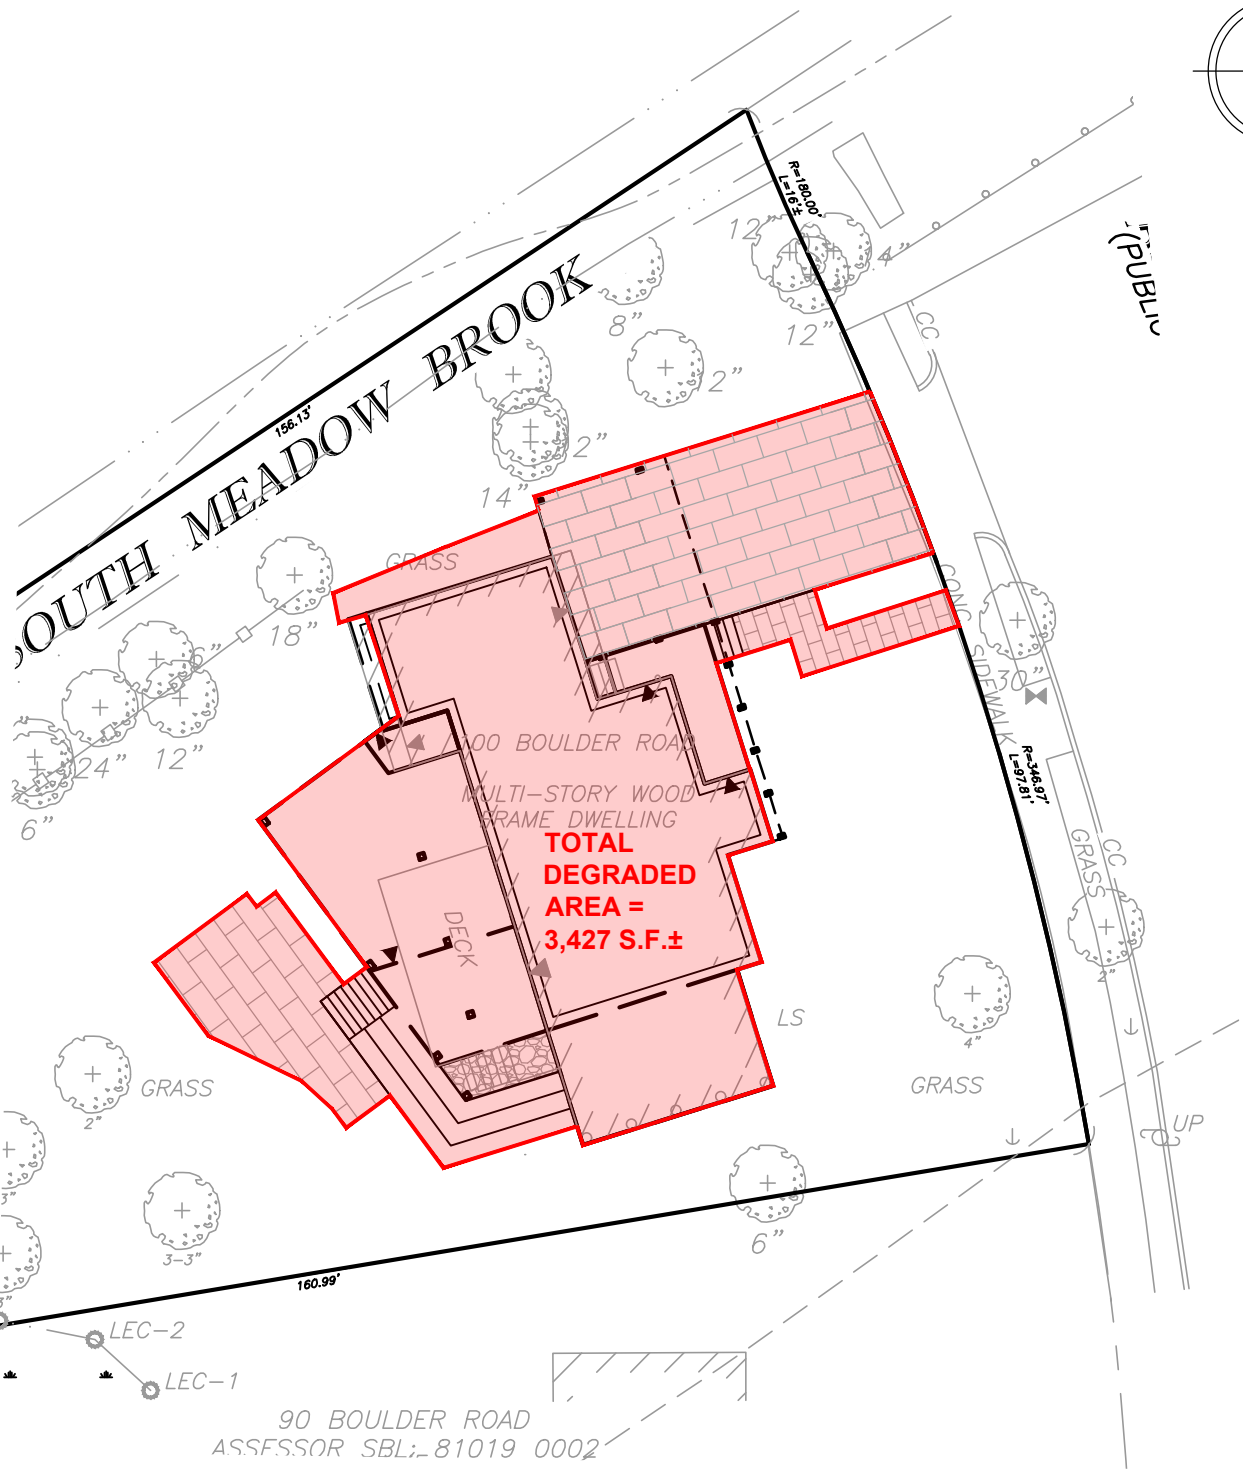 R=180.00'
L=16'±
12"
4"
12"
(PUBLIC
8"
2"
CC
SOUTH MEADOW BROOK
156.13'
2"
14"
GRASS
18"
6"
12"
24"
6"
CONC SIDEWALK
30"
R=346.97'
L=97.81'
100 BOULDER ROAD
MULTI-STORY WOOD
FRAME DWELLING
TOTAL
DEGRADED
AREA =
3,427 S.F.±
DECK
GRASS
CC
2"
LS
4"
GRASS
GRASS
2"
UP
3"
3-3"
6"
3"
160.99'
LEC-2
LEC-1
90 BOULDER ROAD
ASSESSOR SBL: 81019 0002